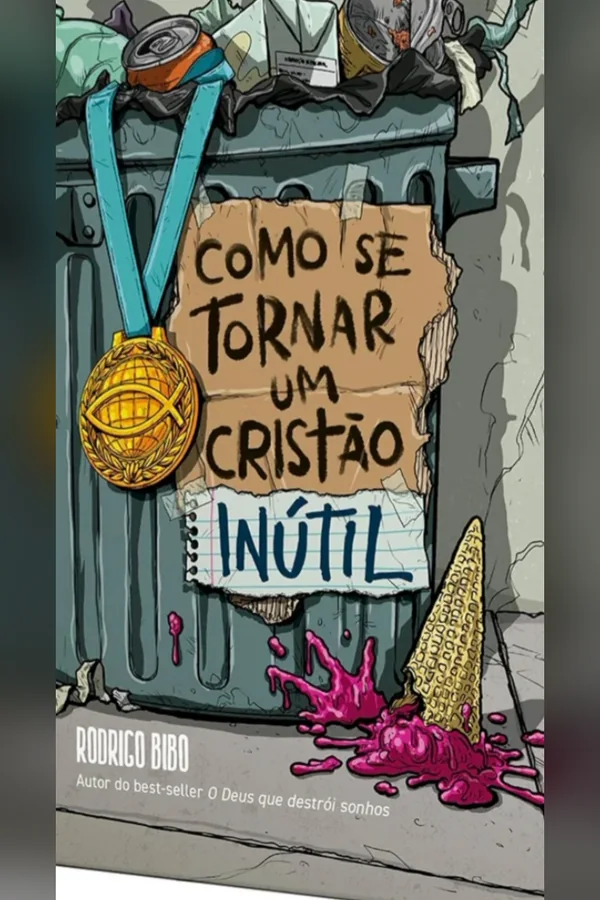 COMO SE
TORNAR
UM
CRISTÃO
INÚTIL
RODRIGO BIBO
Autor do best-seller O Deus que destrói sonhos